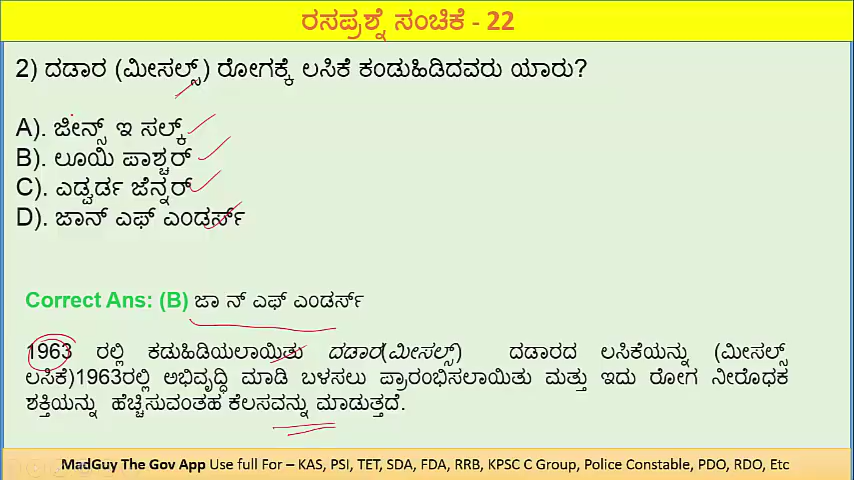 ರಸಪ್ರಶ್ನೆ ಸಂಚಿಕೆ - 22
2) ದಡಾರ (ಮೀಸಲ್ಸ್) ರೋಗಕ್ಕೆ ಲಸಿಕೆ ಕಂಡುಹಿಡಿದವರು ಯಾರು?
A). ಜೀನ್ಸ್ ಇ ಸಲ್ಕ್
B). ಲೂಯಿ ಪಾಶ್ಚರ್
C). ಎಡ್ವರ್ಡ ಜೆನ್ನರ್
D). ಜಾನ್ ಎಫ್ ಎಂಡರ್ಸ್
Correct Ans: (B) ಜಾ ನ್ ಎಫ್ ಎಂಡರ್ಸ್
1963 ರಲ್ಲಿ ಕಡುಹಿಡಿಯಲಾಯಿತು ದಡಾರ(ಮೀಸಲ್ಸ್) ದಡಾರದ ಲಸಿಕೆಯನ್ನು (ಮೀಸಲ್ಸ್
ಲಸಿಕೆ)1963ರಲ್ಲಿ ಅಭಿವೃದ್ಧಿ ಮಾಡಿ ಬಳಸಲು ಪ್ರಾರಂಭಿಸಲಾಯಿತು ಮತ್ತು ಇದು ರೋಗ ನೀರೊಧಕ
ಶಕ್ತಿಯನ್ನು ಹೆಚ್ಚಿಸುವಂತಹ ಕೆಲಸವನ್ನು ಮಾಡುತ್ತದೆ.
MadGuy The Gov App Use full For – KAS, PSI, TET, SDA, FDA, RRB, KPSC C Group, Police Constable, PDO, RDO, Etc